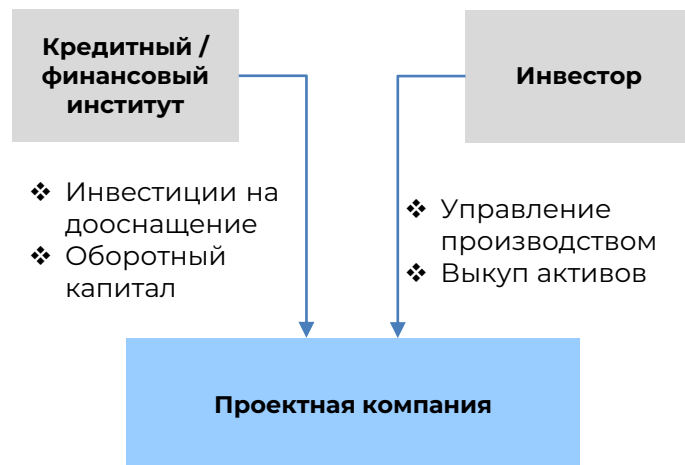 Кредитный /
финансовый
институт
Инвестор
❖ Инвестиции на
дооснащение
❖ Оборотный
капитал
❖ Управление
производством
❖ Выкуп активов
Проектная компания